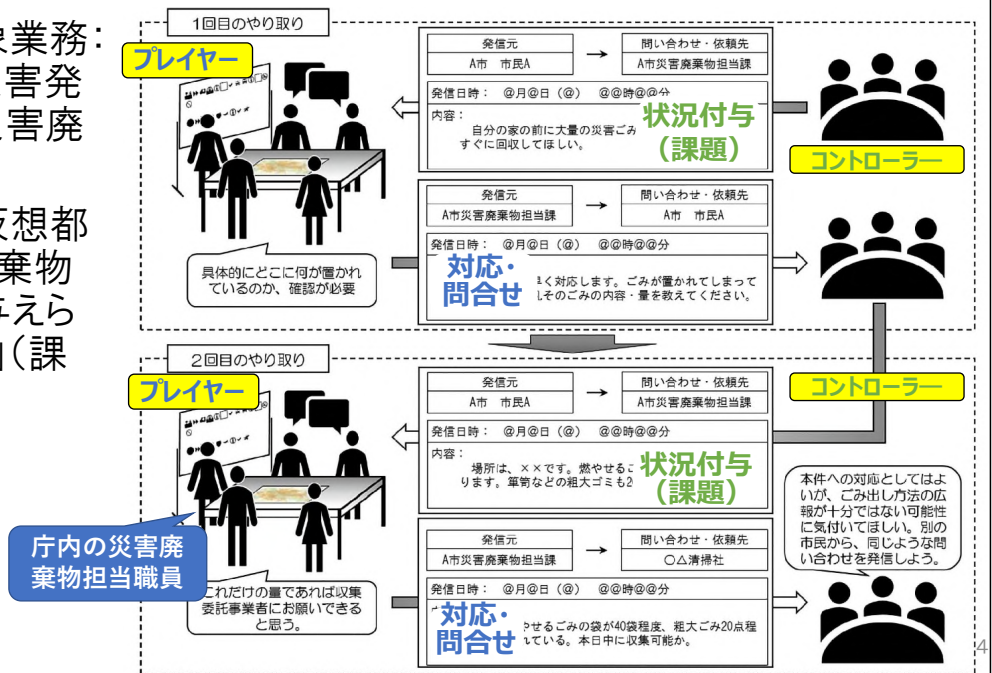 象業務：
害発
害廃
仮想都
棄物
与えら
（課
1回目のやり取り
プレイヤー
発信元
A市 市民A
→
問い合わせ・依頼先
A市災害廃棄物担当課
発信日時： @月@日（@） @@時@@分
内容：
自分の家の前に大量の災害ごみ
すぐに回収してほしい。
状況付与
（課題）
コントローラー
発信元
A市災害廃棄物担当課
→
問い合わせ・依頼先
A市 市民A
発信日時： @月@日（@） @@時@@分
対応・
問合せ
く対応します。ごみが置かれてしまって
そのごみの内容・量を教えてください。
具体的にどこに何が置かれ
ているのか、確認が必要
2回目のやり取り
プレイヤー
発信元
A市 市民A
→
問い合わせ・依頼先
A市災害廃棄物担当課
コントローラー
発信日時： @月@日（@） @@時@@分
内容：
場所は、××です。燃やせるご
ります。箪笥などの粗大ゴミも2
状況付与
（課題）
本件への対応としてはよ
いが、ごみ出し方法の広
報が十分ではない可能性
に気付いてほしい。別の
市民から、同じような問
い合わせを発信しよう。
庁内の災害廃
棄物担当職員
これだけの量であれば収集
委託事業者にお願いできる
と思う。
発信元
A市災害廃棄物担当課
→
問い合わせ・依頼先
○△清掃社
発信日時： @月@日（@） @@時@@分
対応・
問合せ
やせるごみの袋が40袋程度、粗大ごみ20点程
れている。本日中に収集可能か。
4